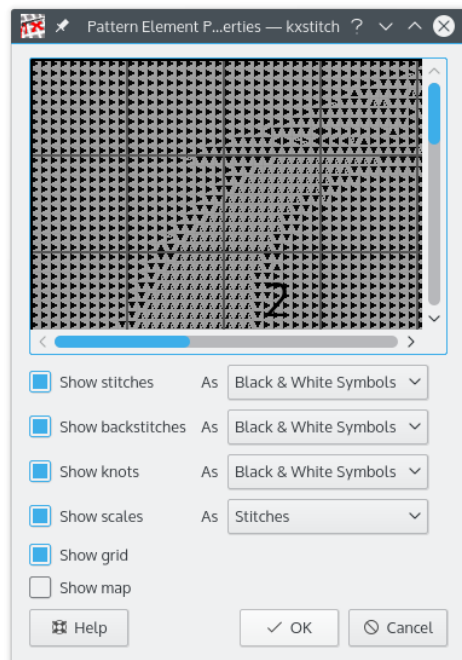 Pattern Element P...erties — kxstitch
2
Show stitches As Black & White Symbols
Show backstitches As Black & White Symbols
Show knots As Black & White Symbols
Show scales As Stitches
Show grid
Show map
Help OK Cancel